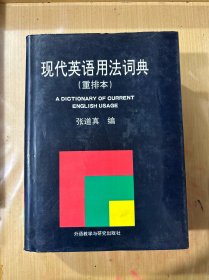 现代英语用法词典
(重排本)
A DICTIONARY OF CURRENT
ENGLISH USAGE
张道真 编
外语教学与研究出版社